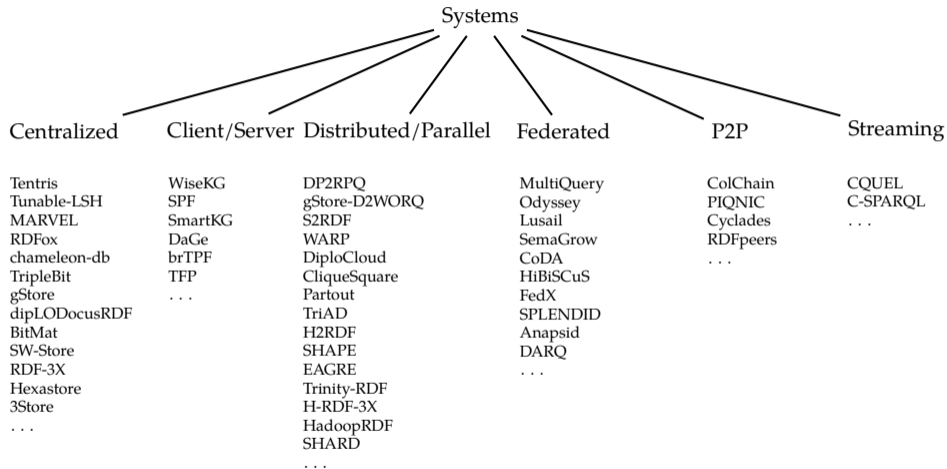 Systems
Centralized
Client/Server
Distributed/Parallel
Federated
P2P
Streaming
Tentris
Tunable-LSH
MARVEL
RDFox
chameleon-db
TripleBit
gStore
dipLODocusRDF
BitMat
SW-Store
RDF-3X
Hexastore
3Store
. . .
WiseKG
SPF
SmartKG
DaGe
brTPF
TFP
. . .
DP2RPQ
gStore-D2WORQ
S2RDF
WARP
DiploCloud
CliqueSquare
Partout
TriAD
H2RDF
SHAPE
EAGRE
Trinity-RDF
H-RDF-3X
HadoopRDF
SHARD
. . .
MultiQuery
Odyssey
Lusail
SemaGrow
CoDA
HiBiSCuS
FedX
SPLENDID
Anapsid
DARQ
. . .
ColChain
PIQNIC
Cyclades
RDFpeers
. . .
CQUEL
C-SPARQL
. . .